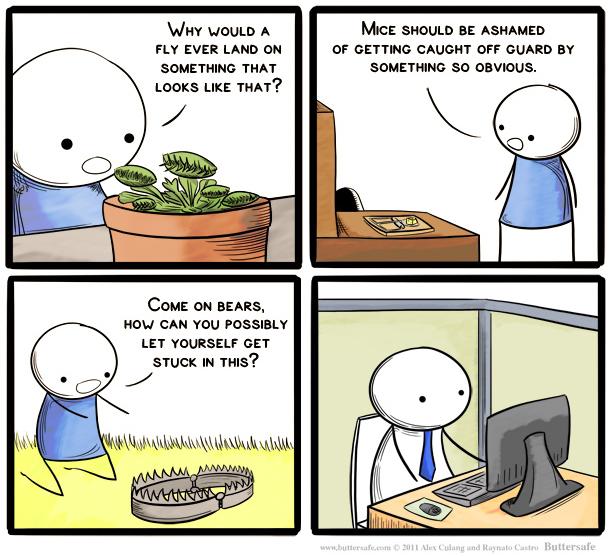 Why would a
fly ever land on
something that
looks like that?
Mice should be ashamed
of getting caught off guard by
something so obvious.
Come on bears,
how can you possibly
let yourself get
stuck in this?
www.buttersafe.com © 2011 Alex Culang and Raynato Castro Buttersafe